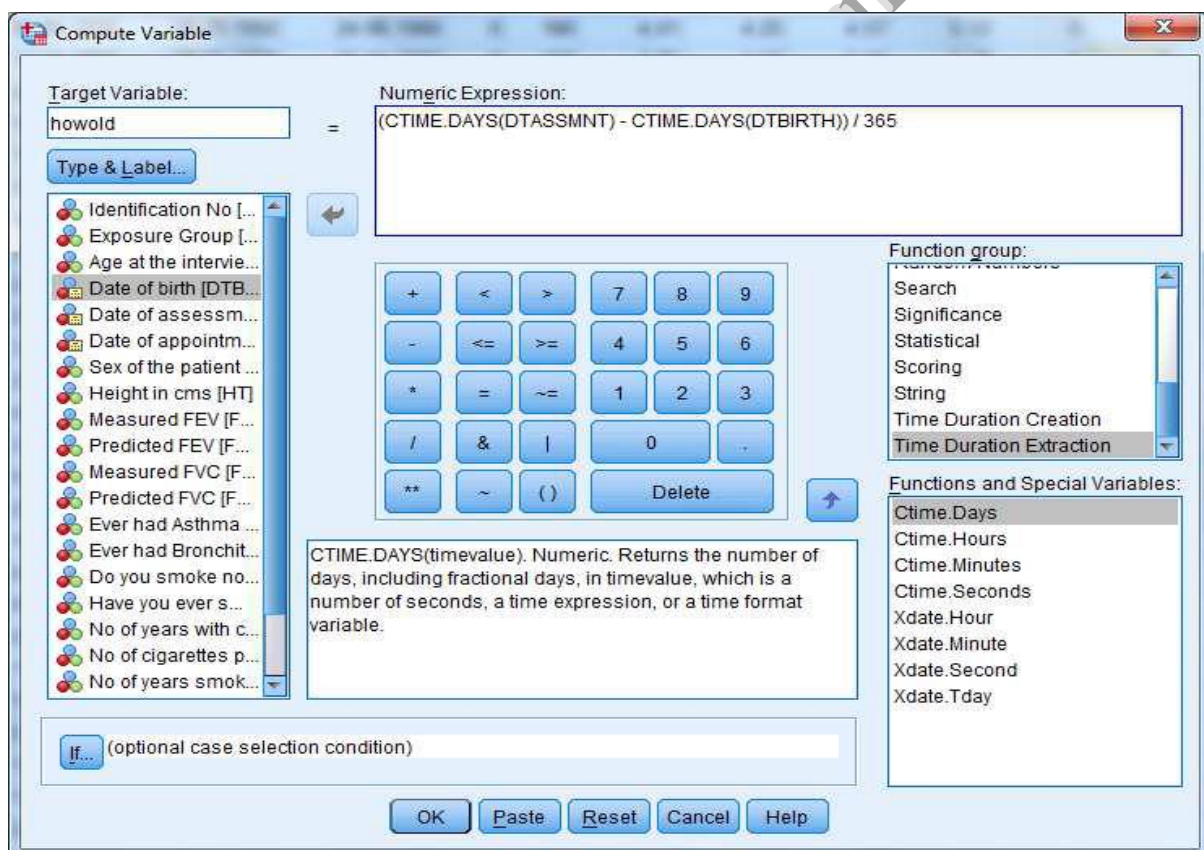 Compute Variable
Target Variable:
howold
=
Numeric Expression:
(CTIME.DAYS(DTASSMNT) - CTIME.DAYS(DTBIRTH)) / 365
Type & Label...
Identification No [...
Exposure Group [...
Age at the intervie...
Date of birth [DTB...
Date of assessm...
Date of appointm...
Sex of the patient ...
Height in cms [HT]
Measured FEV [F...
Predicted FEV [F...
Measured FVC [F...
Predicted FVC [F...
Ever had Asthma ...
Ever had Bronchit...
Do you smoke no...
Have you ever s...
No of years with c...
No of cigarettes p...
No of years smok...
+ < > 7 8 9
- <= >= 4 5 6
* = ~= 1 2 3
/ & | 0 .
** ~ ( ) Delete
CTIME.DAYS(timevalue). Numeric. Returns the number of
days, including fractional days, in timevalue, which is a
number of seconds, a time expression, or a time format
variable.
Function group:
Random Numbers
Search
Significance
Statistical
Scoring
String
Time Duration Creation
Time Duration Extraction
Functions and Special Variables:
Ctime.Days
Ctime.Hours
Ctime.Minutes
Ctime.Seconds
Xdate.Hour
Xdate.Minute
Xdate.Second
Xdate.Tday
If... (optional case selection condition)
OK Paste Reset Cancel Help